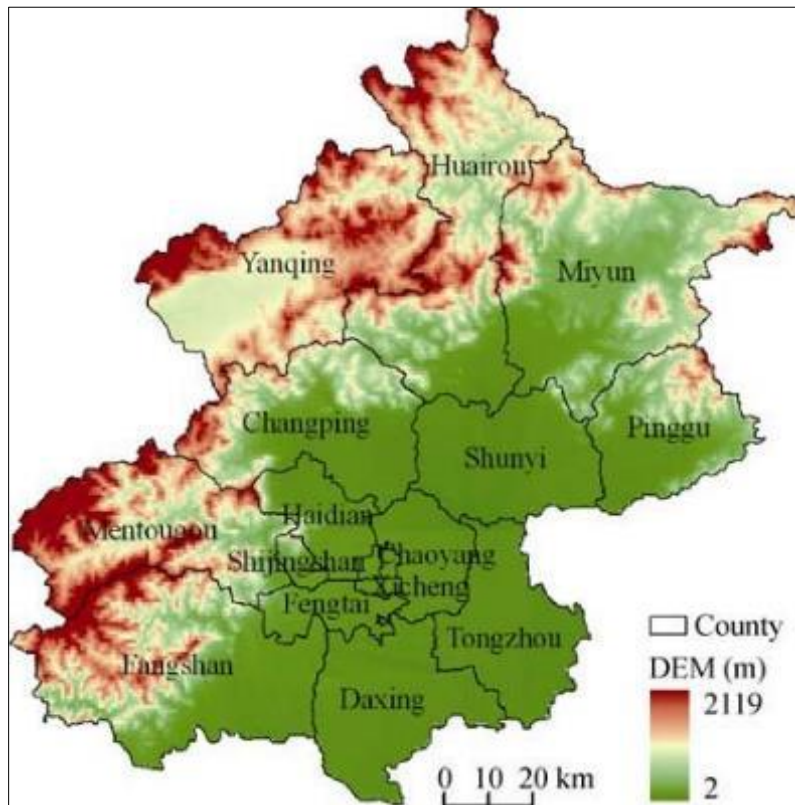 Huairou
Yanqing
Miyun
Changping
Pinggu
Shunyi
Haidian
Mentougou
Shijingshan
Chaoyang
Xicheng
Fengtai
Tongzhou
Fangshan
Daxing
County
DEM (m)
2119
2
0 10 20 km